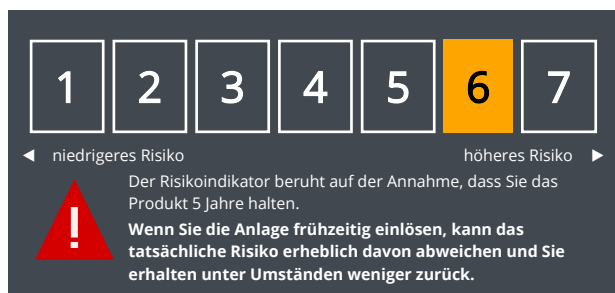 1 2 3 4 5 6 7
◄ niedrigeres Risiko höheres Risiko ►
!
Der Risikoindikator beruht auf der Annahme, dass Sie das
Produkt 5 Jahre halten.
Wenn Sie die Anlage frühzeitig einlösen, kann das
tatsächliche Risiko erheblich davon abweichen und Sie
erhalten unter Umständen weniger zurück.